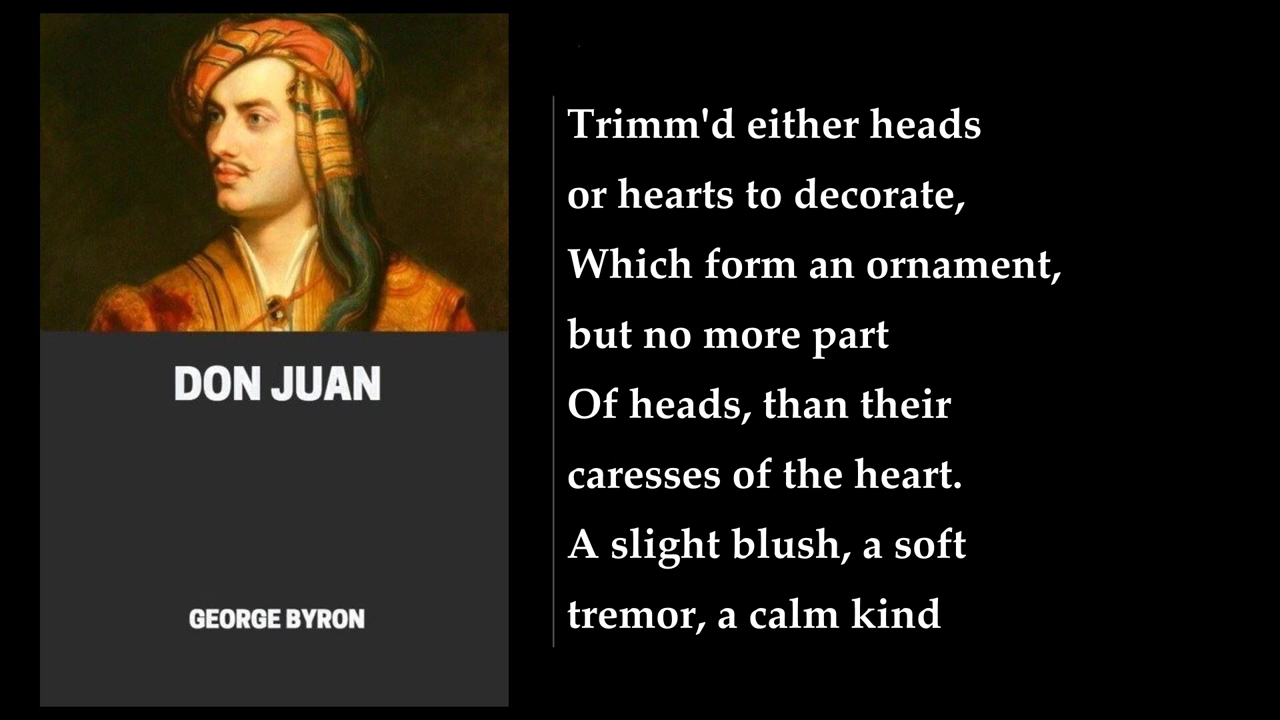 DON JUAN
GEORGE BYRON
Trimm'd either heads
or hearts to decorate,
Which form an ornament,
but no more part
Of heads, than their
caresses of the heart.
A slight blush, a soft
tremor, a calm kind